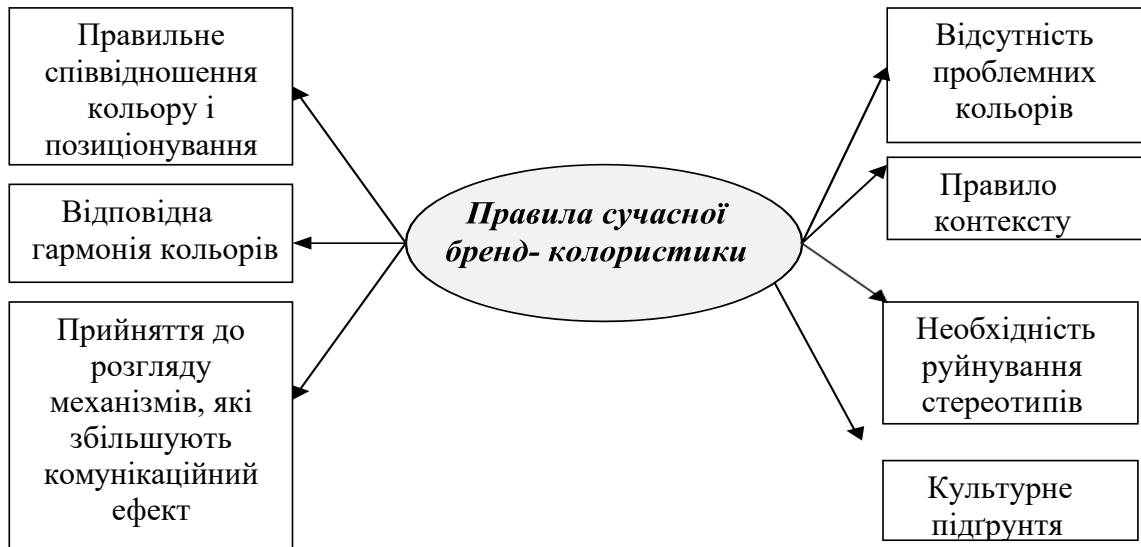 Правильне
співвідношення
кольору і
позиціонування
Відповідна
гармонія кольорів
Прийняття до
розгляду
механізмів, які
збільшують
комунікаційний
ефект
Правила сучасної
бренд- колористики
Відсутність
проблемних
кольорів
Правило
контексту
Необхідність
руйнування
стереотипів
Культурне
підґрунтя